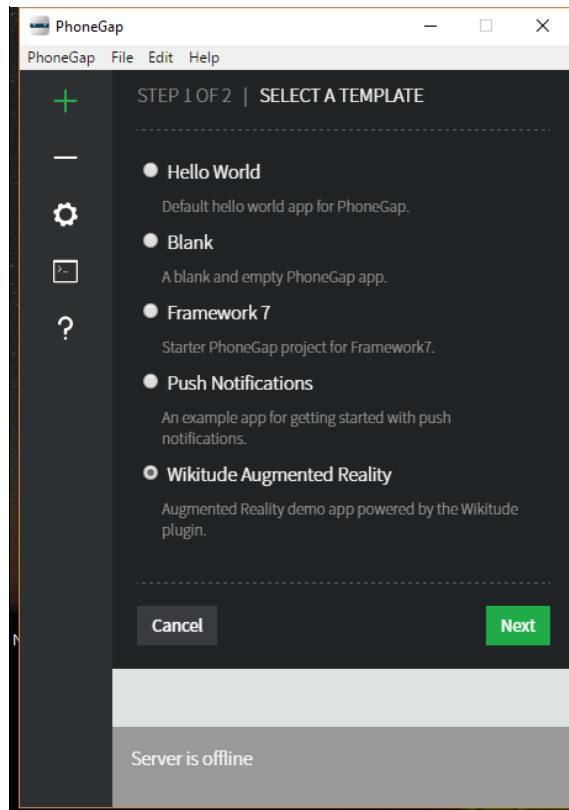 PhoneGap
PhoneGap File Edit Help
STEP 1 OF 2 | SELECT A TEMPLATE
Hello World
Default hello world app for PhoneGap.
Blank
A blank and empty PhoneGap app.
Framework 7
Starter PhoneGap project for Framework7.
Push Notifications
An example app for getting started with push
notifications.
Wikitude Augmented Reality
Augmented Reality demo app powered by the Wikitude
plugin.
Cancel
Next
Server is offline